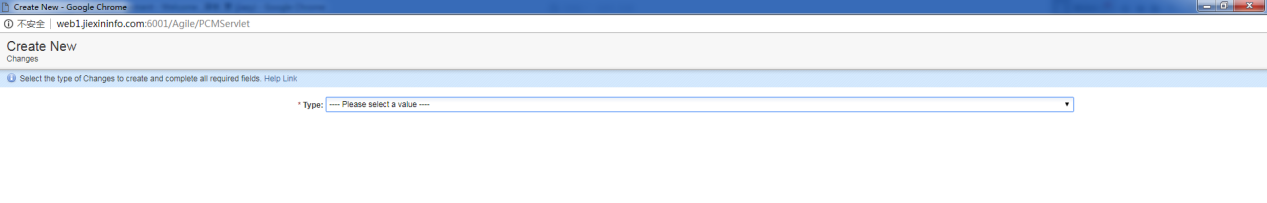 Create New - Google Chrome
不安全 | web1.jiexininfo.com:6001/Agile/PCMServlet
Create New
Changes
Select the type of Changes to create and complete all required fields. Help Link
* Type: ---- Please select a value ----